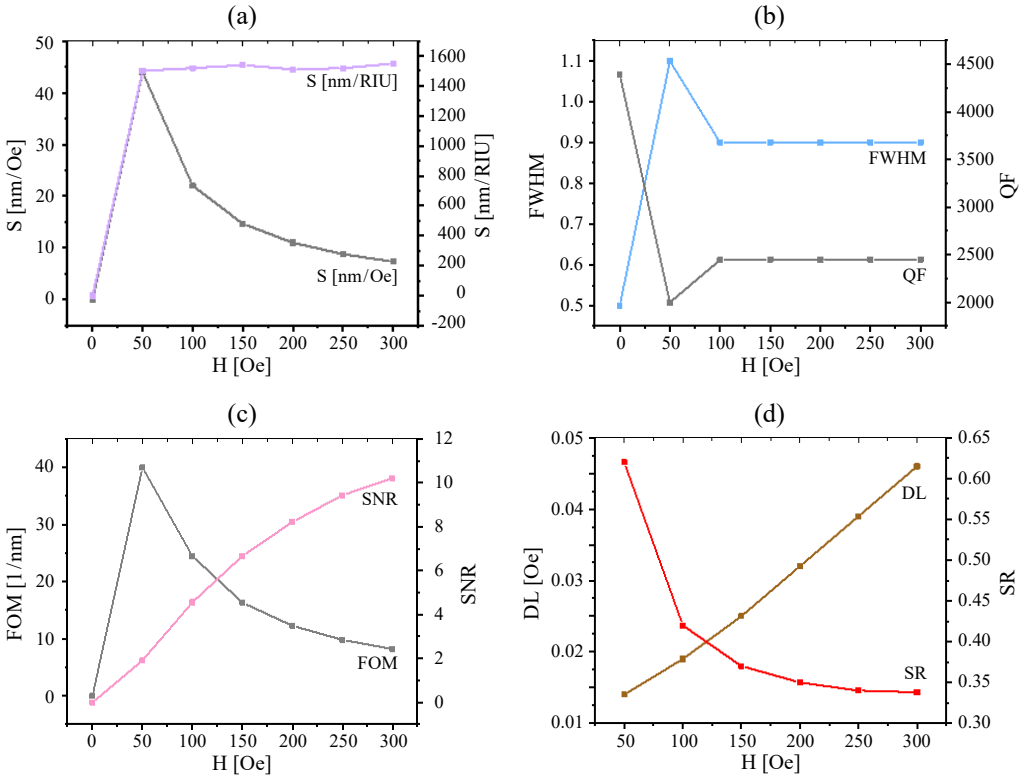 (a)
50
40
30
20
10
0
S [nm/Oe]
1600
1400
1200
1000
800
600
400
200
0
-200
S [nm/RIU]
S [nm/RIU]
S [nm/Oe]
0 50 100 150 200 250 300
H [Oe]
(b)
1.1
1.0
0.9
0.8
0.7
0.6
0.5
FWHM
4500
4000
3500
3000
2500
2000
QF
FWHM
QF
0 50 100 150 200 250 300
H [Oe]
(c)
40
30
20
10
0
FOM [1/nm]
12
10
8
6
4
2
0
SNR
SNR
FOM
0 50 100 150 200 250 300
H [Oe]
(d)
0.05
0.04
0.03
0.02
0.01
DL [Oe]
0.65
0.60
0.55
0.50
0.45
0.40
0.35
0.30
SR
DL
SR
50 100 150 200 250 300
H [Oe]